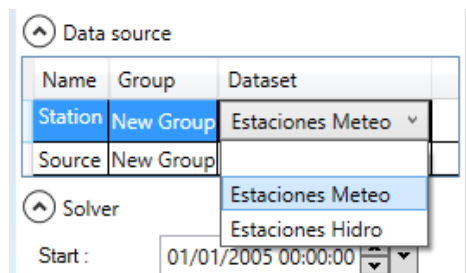 Data source
Name Group Dataset
Station New Group Estaciones Meteo
Source New Group
Estaciones Meteo
Estaciones Hidro
Solver
Start : 01/01/2005 00:00:00